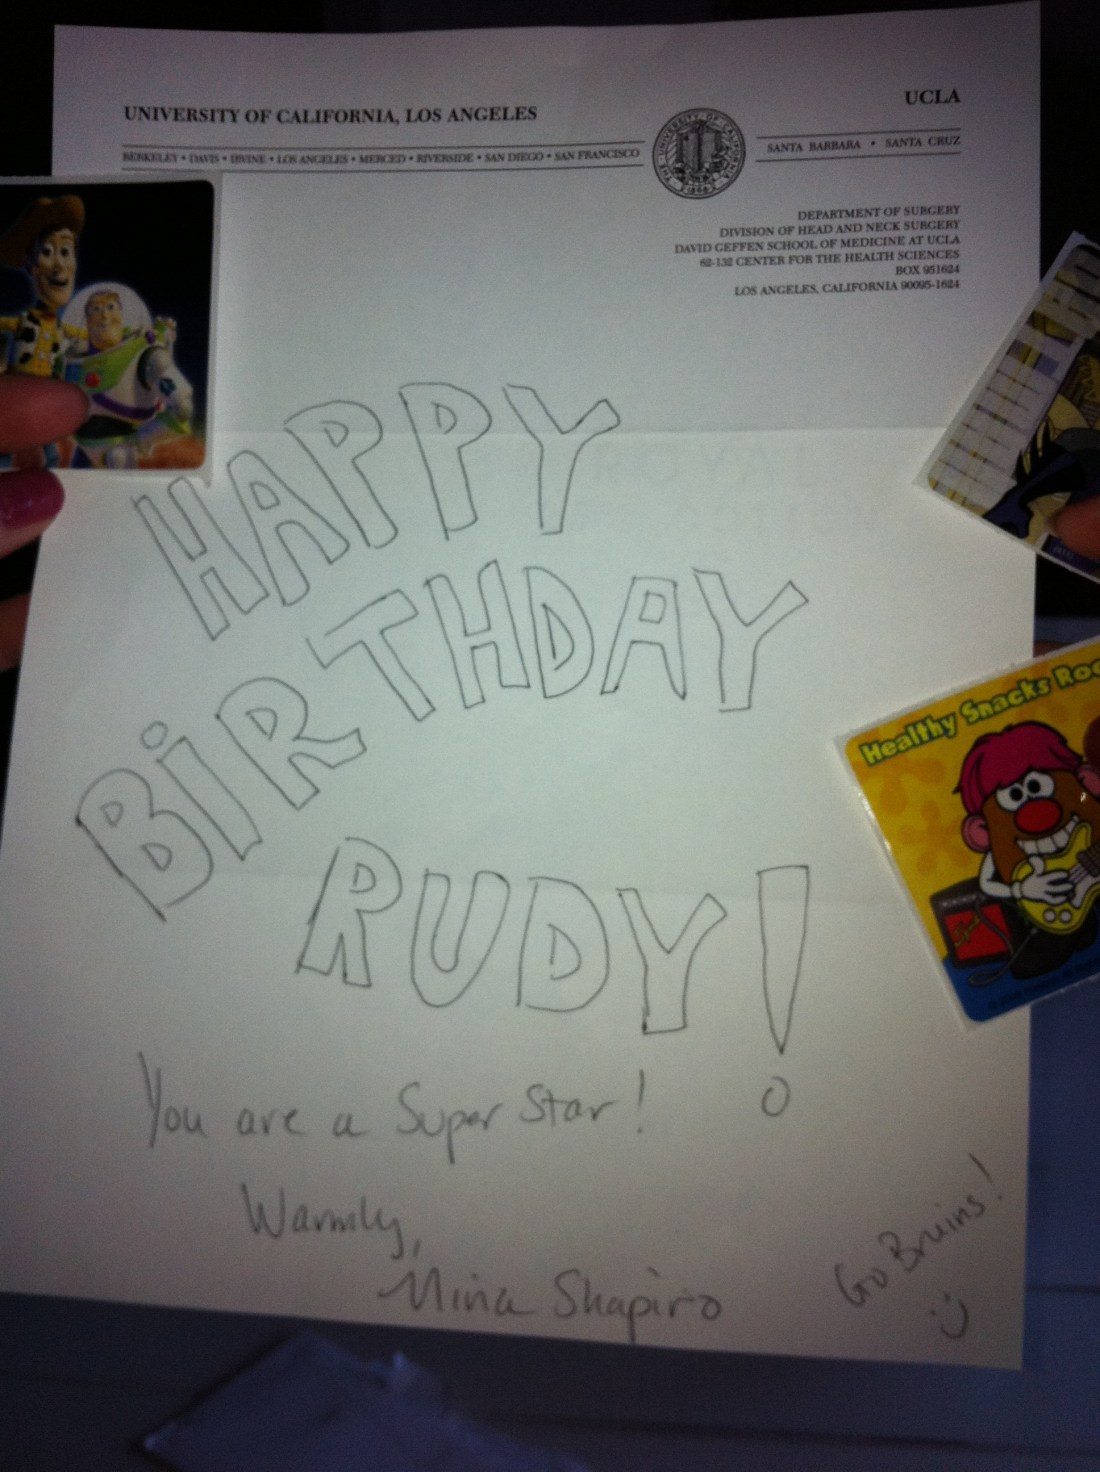 UNIVERSITY OF CALIFORNIA, LOS ANGELES
UCLA
BERKELEY • DAVIS • IRVINE • LOS ANGELES • MERCED • RIVERSIDE • SAN DIEGO • SAN FRANCISCO
SANTA BARBARA • SANTA CRUZ
DEPARTMENT OF SURGERY
DIVISION OF HEAD AND NECK SURGERY
DAVID GEFFEN SCHOOL OF MEDICINE AT UCLA
62-132 CENTER FOR THE HEALTH SCIENCES
BOX 951624
LOS ANGELES, CALIFORNIA 90095-1624
HAPPY
BiRTHDAY
RUDY!
Healthy Snacks
You are a Super Star!
Warmly,
Nina Shapiro
Go Bruins!